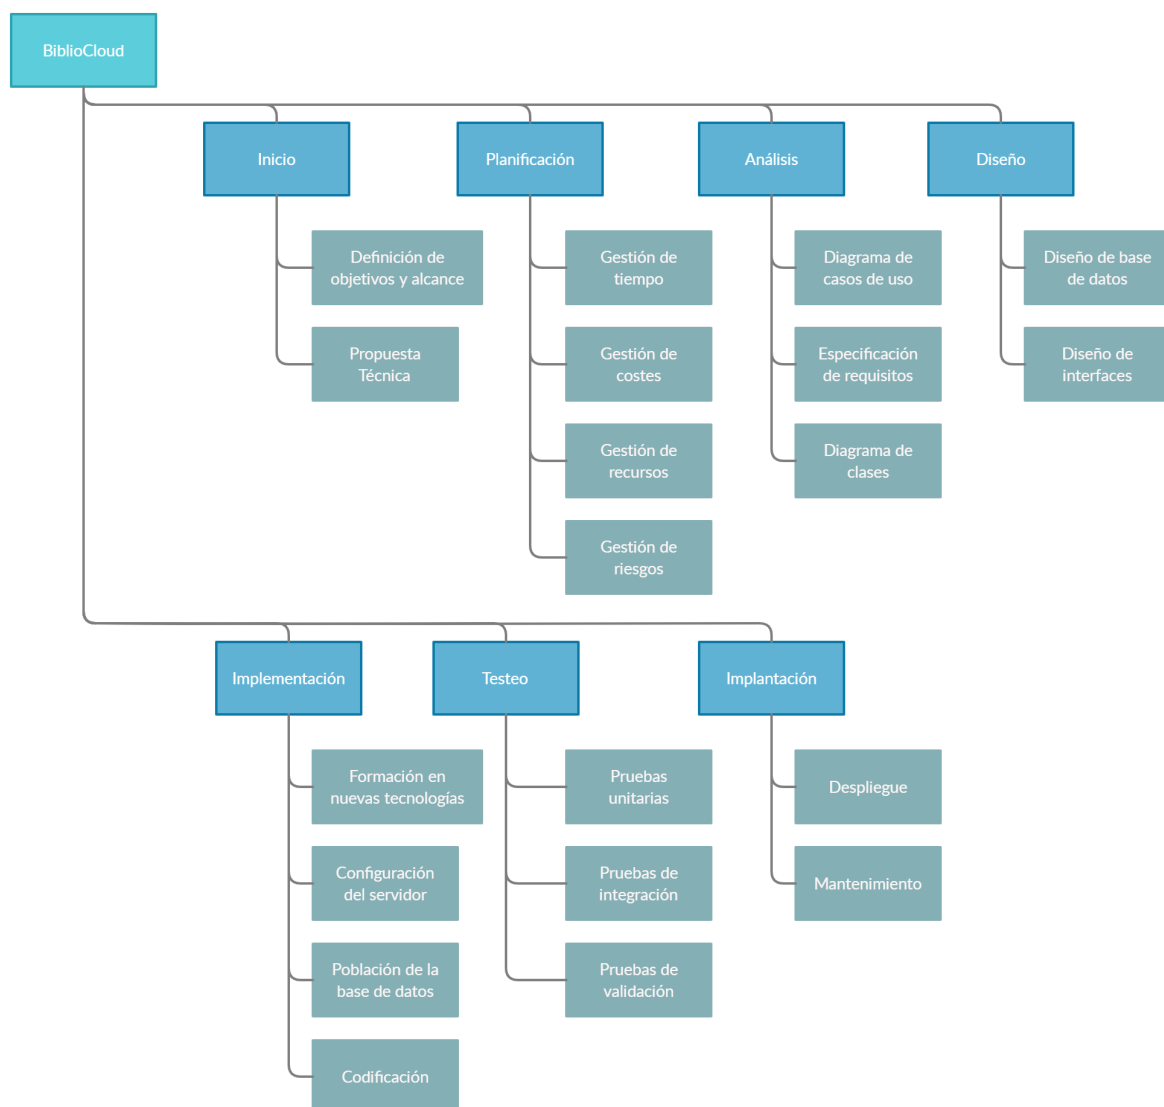 BiblioCloud
Inicio
Planificación
Análisis
Diseño
Definición de
objetivos y alcance
Propuesta
Técnica
Gestión de
tiempo
Gestión de
costes
Gestión de
recursos
Gestión de
riesgos
Diagrama de
casos de uso
Especificación
de requisitos
Diagrama de
clases
Diseño de base
de datos
Diseño de
interfaces
Implementación
Testeo
Implantación
Formación en
nuevas tecnologías
Configuración
del servidor
Población de la
base de datos
Codificación
Pruebas
unitarias
Pruebas de
integración
Pruebas de
validación
Despliegue
Mantenimiento